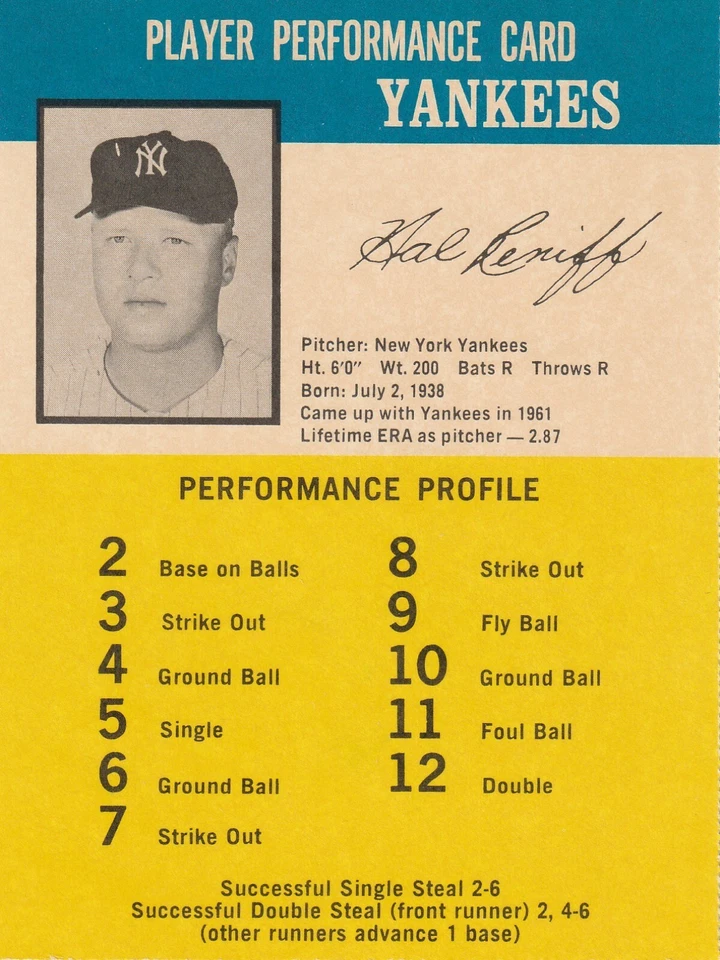 PLAYER PERFORMANCE CARD
YANKEES
NY
Hal Reniff
Pitcher: New York Yankees
Ht. 6'0" Wt. 200 Bats R Throws R
Born: July 2, 1938
Came up with Yankees in 1961
Lifetime ERA as pitcher — 2.87
PERFORMANCE PROFILE
2 Base on Balls
3 Strike Out
4 Ground Ball
5 Single
6 Ground Ball
7 Strike Out
8 Strike Out
9 Fly Ball
10 Ground Ball
11 Foul Ball
12 Double
Successful Single Steal 2-6
Successful Double Steal (front runner) 2, 4-6
(other runners advance 1 base)